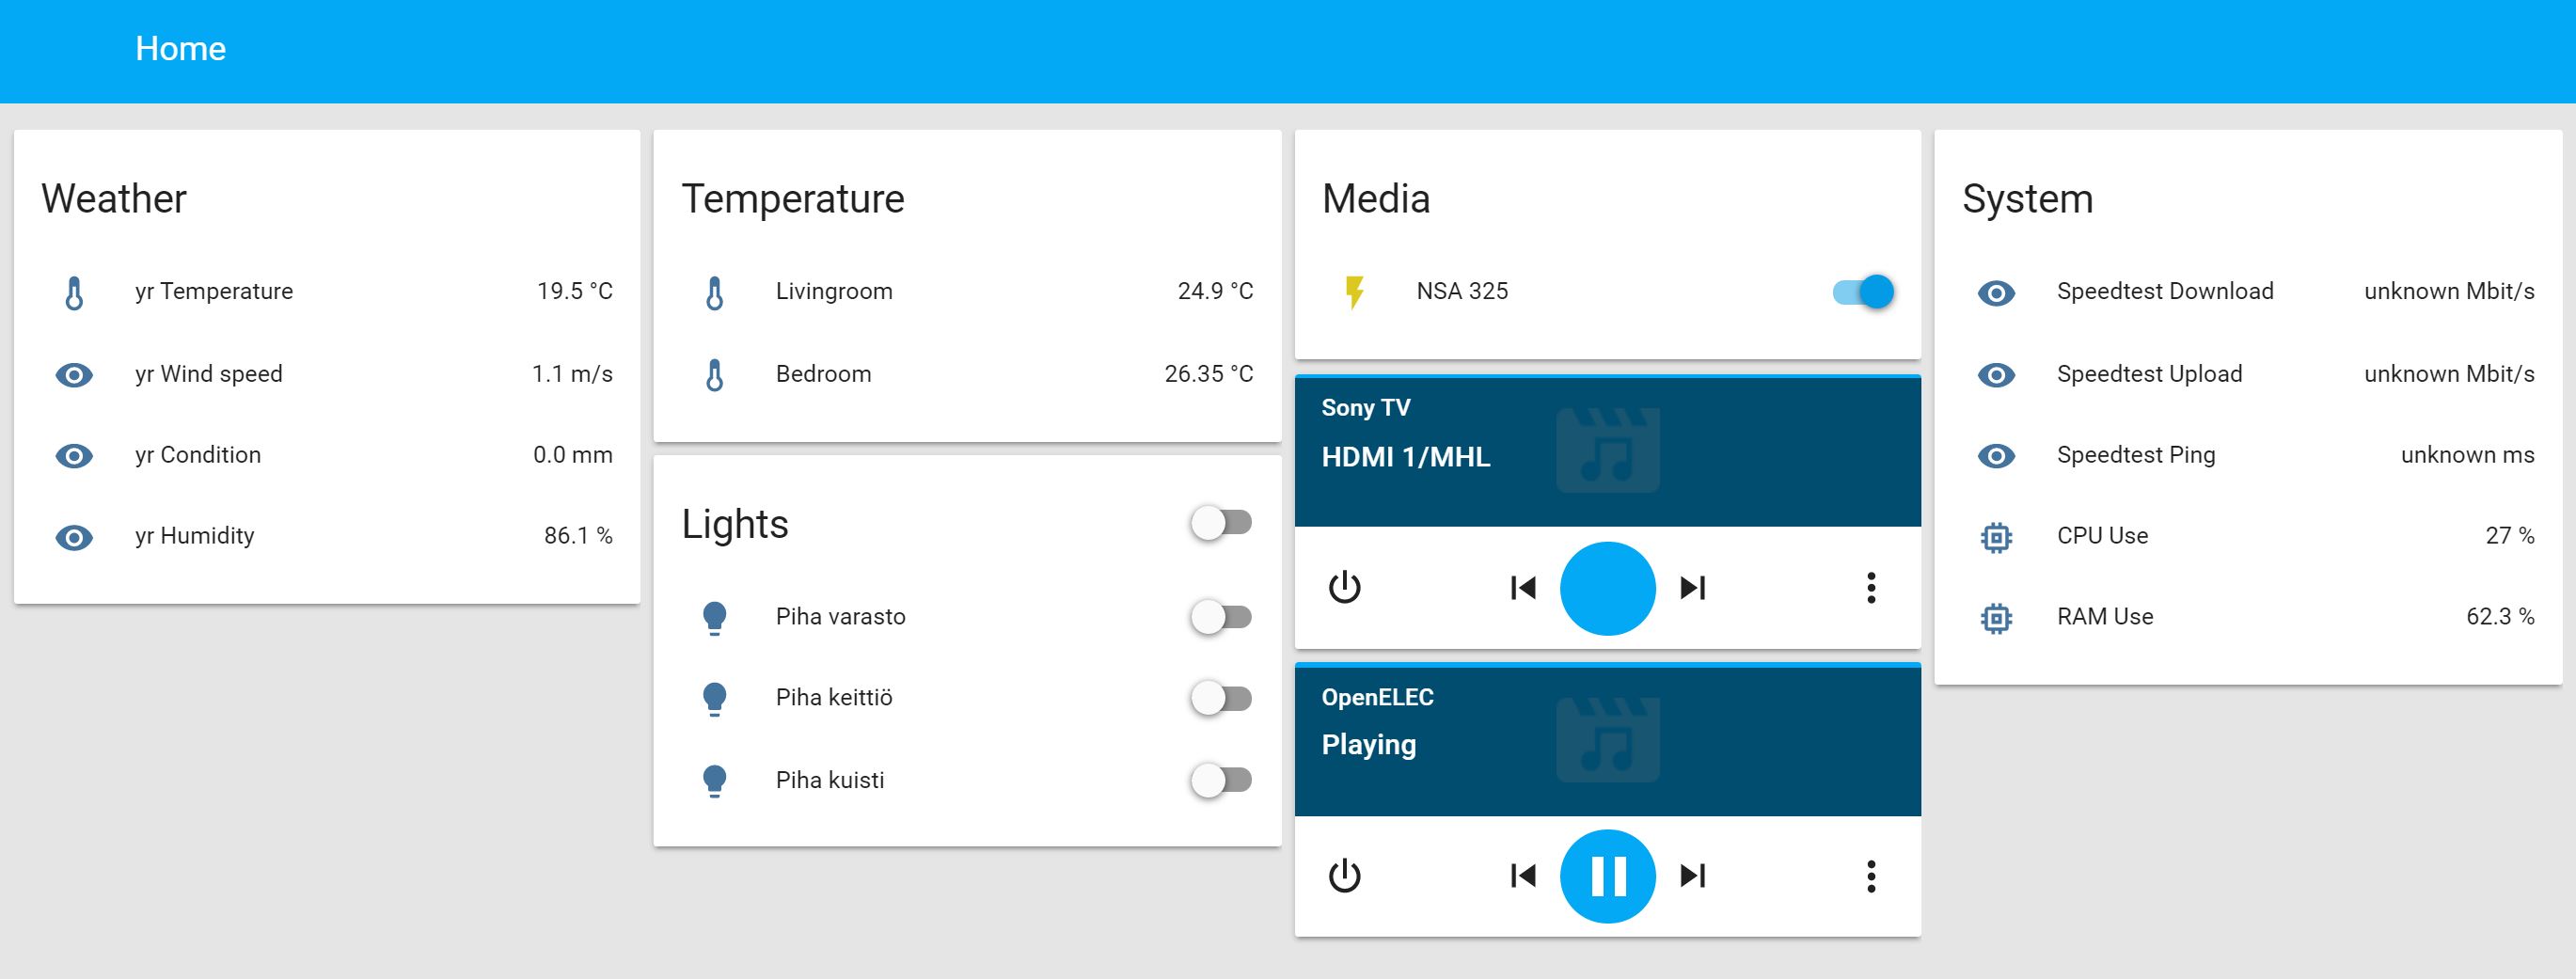 Home
Weather
yr Temperature 19.5 °C
yr Wind speed 1.1 m/s
yr Condition 0.0 mm
yr Humidity 86.1 %
Temperature
Livingroom 24.9 °C
Bedroom 26.35 °C
Lights
Piha varasto
Piha keittiö
Piha kuisti
Media
NSA 325
Sony TV
HDMI 1/MHL
OpenELEC
Playing
System
Speedtest Download unknown Mbit/s
Speedtest Upload unknown Mbit/s
Speedtest Ping unknown ms
CPU Use 27 %
RAM Use 62.3 %